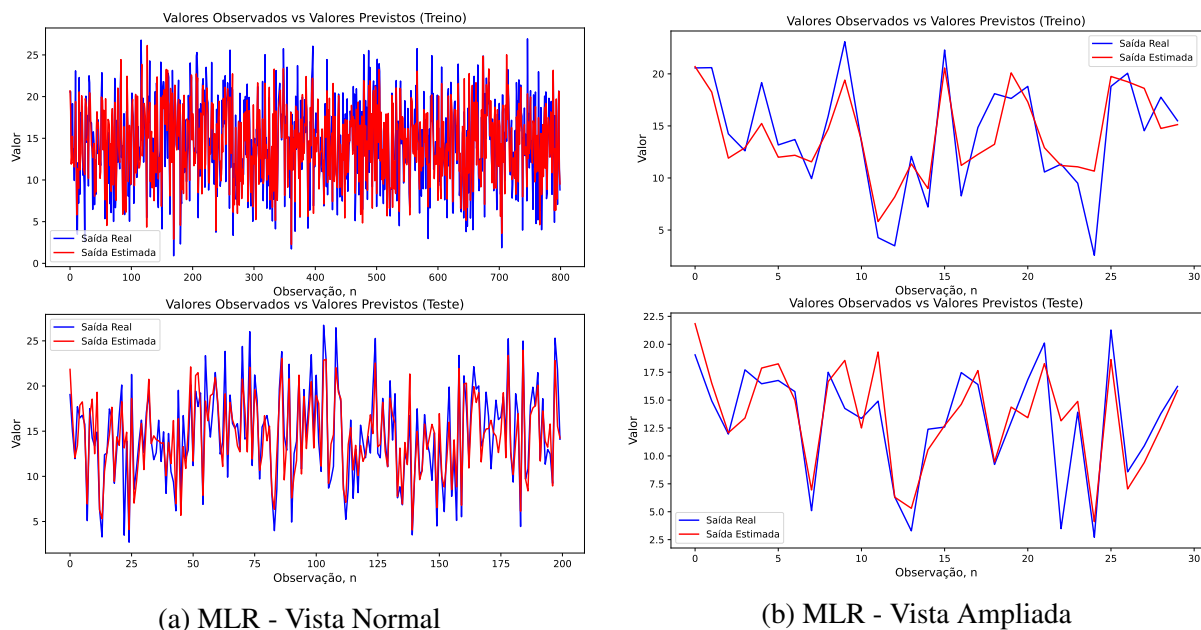 Valores Observados vs Valores Previstos (Treino)
Valor
25
20
15
10
5
0
Saída Real
Saída Estimada
0 100 200 300 400 500 600 700 800
Observação, n
Valores Observados vs Valores Previstos (Teste)
Valor
25
20
15
10
5
Saída Real
Saída Estimada
0 25 50 75 100 125 150 175 200
Observação, n
(a) MLR - Vista Normal
Valores Observados vs Valores Previstos (Treino)
Valor
20
15
10
5
Saída Real
Saída Estimada
0 5 10 15 20 25 30
Observação, n
Valores Observados vs Valores Previstos (Teste)
Valor
22.5
20.0
17.5
15.0
12.5
10.0
7.5
5.0
2.5
Saída Real
Saída Estimada
0 5 10 15 20 25 30
Observação, n
(b) MLR - Vista Ampliada